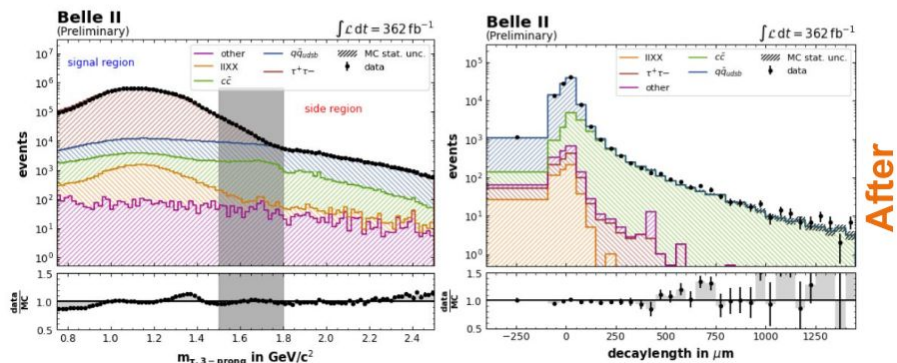 Belle II
(Preliminary)
∫ℒ dt = 362 fb⁻¹
signal region
other
llXX
cc̄
qq̄udsb
τ⁺τ−
MC stat. unc.
data
side region
events
10⁷
10⁶
10⁵
10⁴
10³
10²
10¹
10⁰
data
MC
1.5
1.0
0.5
0.8 1.0 1.2 1.4 1.6 1.8 2.0 2.2 2.4
mτ, 3−prong in GeV/c²
Belle II
(Preliminary)
∫ℒ dt = 362 fb⁻¹
llXX
τ⁺τ−
other
cc̄
qq̄udsb
MC stat. unc.
data
events
10⁵
10⁴
10³
10²
10¹
10⁰
data
MC
1.5
1.0
0.5
−250 0 250 500 750 1000 1250
decaylength in μm
After